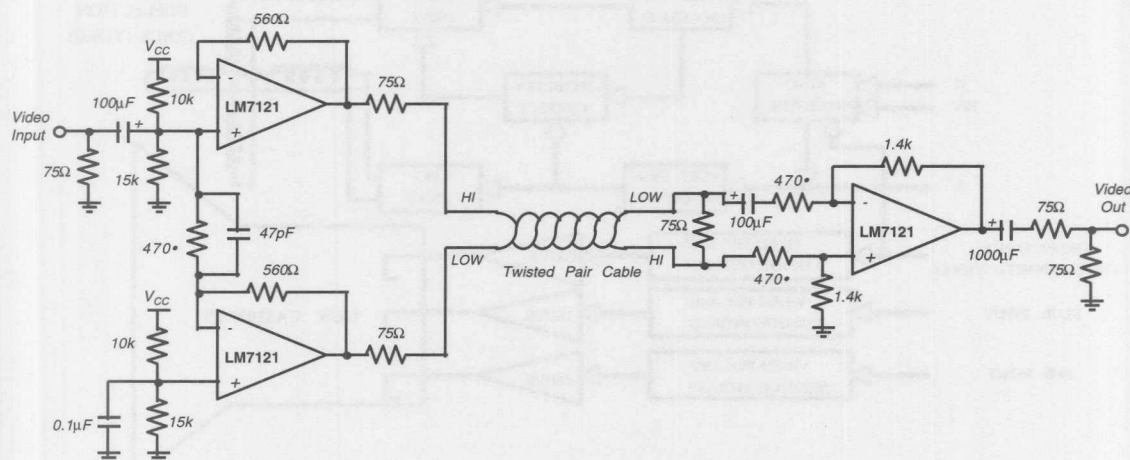 560Ω
VCC
10k
75Ω
LM7121
100µF
+
-
+
Video
Input
75Ω
15k
1.4k
470•
HI
LOW
+
100µF
-
LM7121
+
+
1000µF
75Ω
Video
Out
75Ω
470•
47pF
75Ω
LOW
HI
Twisted Pair Cable
470•
1.4k
560Ω
VCC
10k
-
LM7121
+
75Ω
0.1µF
15k